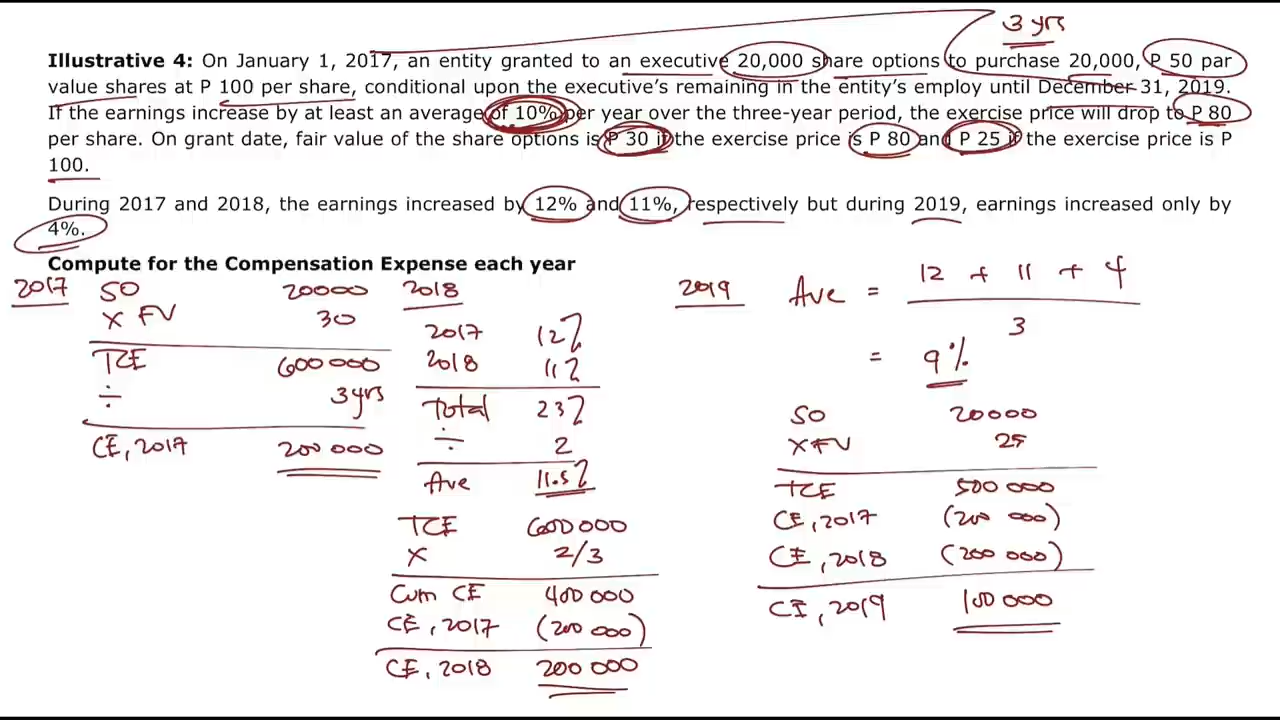 3 yrs
Illustrative 4: On January 1, 2017, an entity granted to an executive 20,000 share options to purchase 20,000, P 50 par
value shares at P 100 per share, conditional upon the executive's remaining in the entity's employ until December 31, 2019.
If the earnings increase by at least an average of 10% per year over the three-year period, the exercise price will drop to P 80
per share. On grant date, fair value of the share options is P 30 if the exercise price is P 80 and P 25 if the exercise price is P
100.
During 2017 and 2018, the earnings increased by 12% and 11%, respectively but during 2019, earnings increased only by
4%.
Compute for the Compensation Expense each year
2017
SO 20000
X FV 30
TCE 600 000
÷ 3 yrs
CE, 2017 200 000
2018
2017 12%
2018 11%
Total 23%
÷ 2
Ave 11.5%
TCE 600 000
X 2/3
Cum CE 400 000
CE, 2017 (200 000)
CE, 2018 200 000
2019
Ave = 12 + 11 + 4
3
= 9%
SO 20000
X FV 25
TCE 500 000
CE, 2017 (200 000)
CE, 2018 (200 000)
CE, 2019 100 000